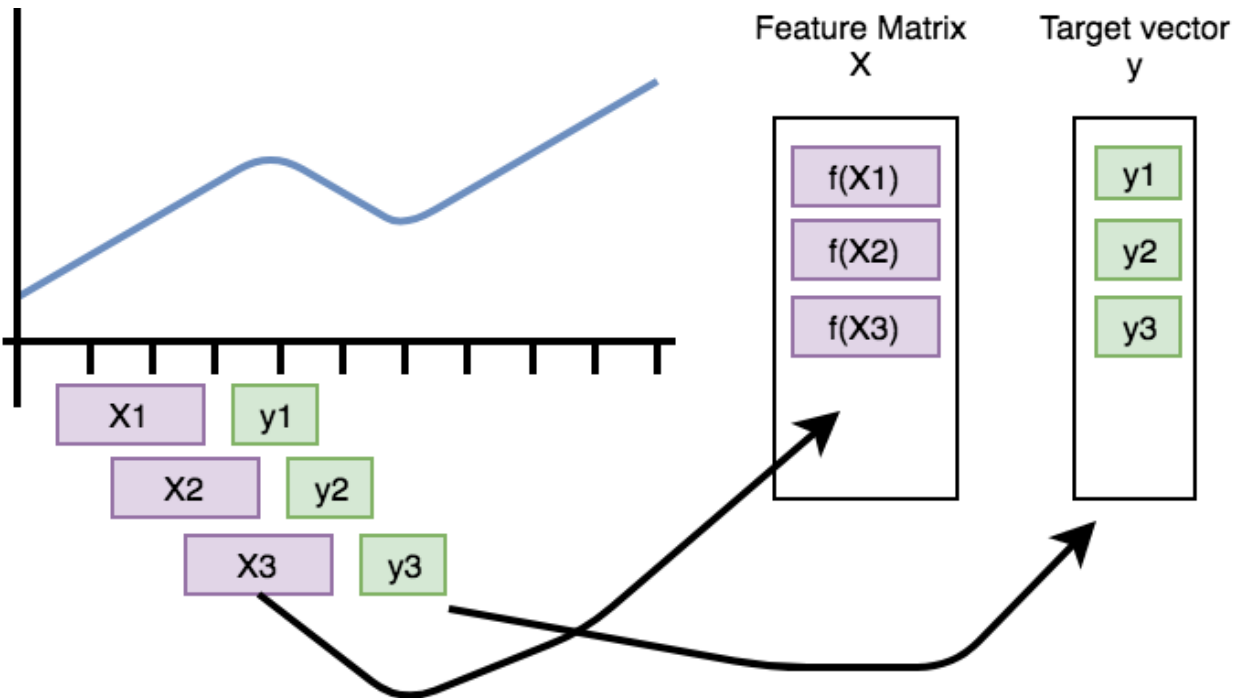 Feature Matrix
X
Target vector
y
f(X1)
y1
f(X2)
y2
f(X3)
y3
X1
y1
X2
y2
X3
y3